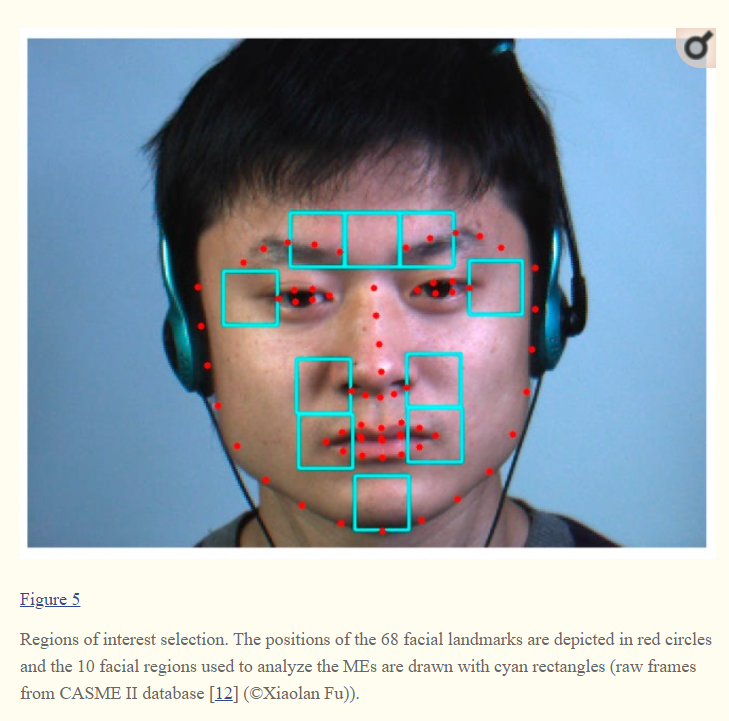 Figure 5
Regions of interest selection. The positions of the 68 facial landmarks are depicted in red circles
and the 10 facial regions used to analyze the MEs are drawn with cyan rectangles (raw frames
from CASME II database [12] (©Xiaolan Fu)).